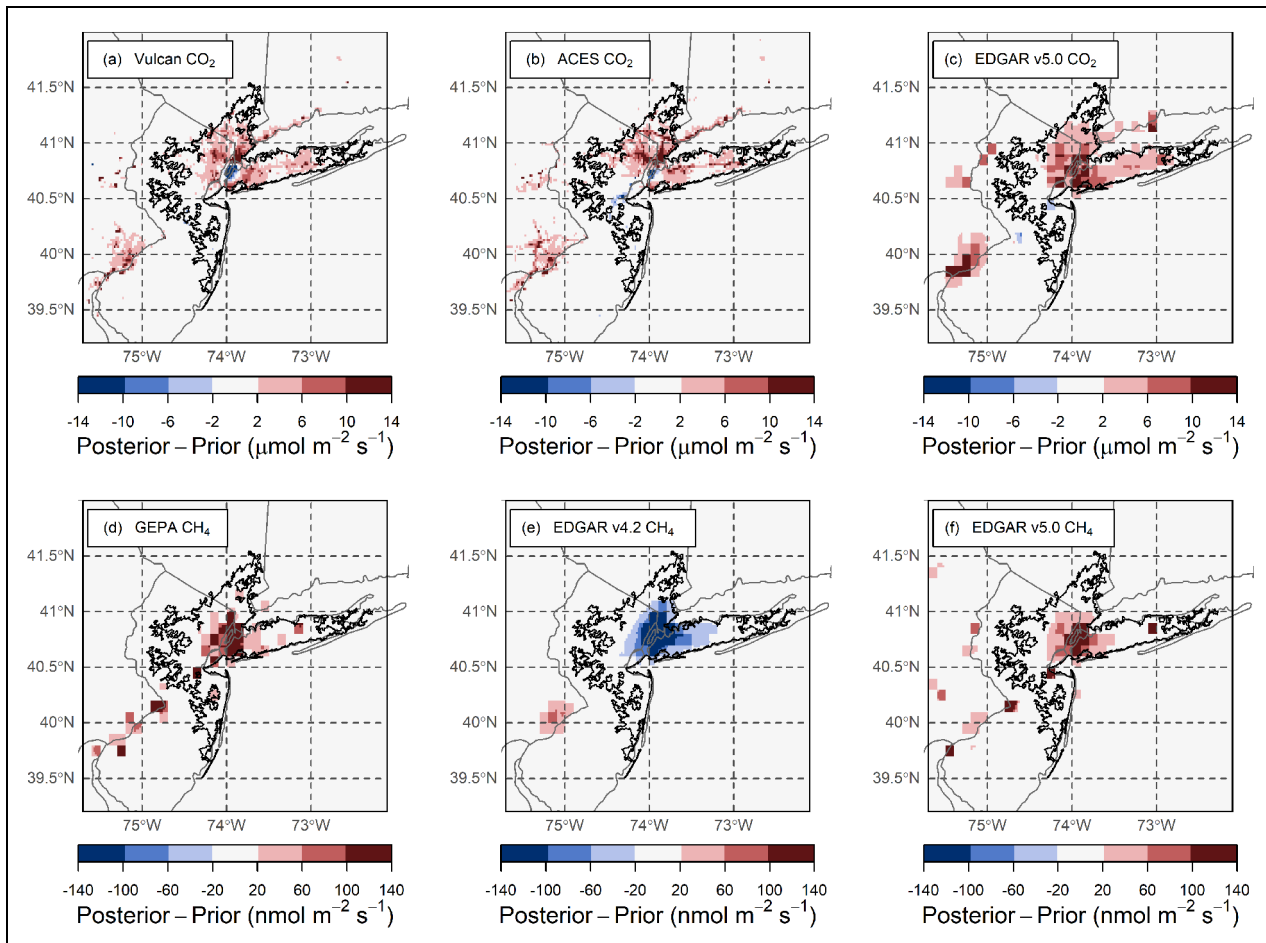 (a) Vulcan CO₂
(b) ACES CO₂
(c) EDGAR v5.0 CO₂
41.5°N
41°N
40.5°N
40°N
39.5°N
75°W 74°W 73°W
41.5°N
41°N
40.5°N
40°N
39.5°N
75°W 74°W 73°W
41.5°N
41°N
40.5°N
40°N
39.5°N
75°W 74°W 73°W
-14 -10 -6 -2 2 6 10 14
Posterior – Prior (μmol m⁻² s⁻¹)
-14 -10 -6 -2 2 6 10 14
Posterior – Prior (μmol m⁻² s⁻¹)
-14 -10 -6 -2 2 6 10 14
Posterior – Prior (μmol m⁻² s⁻¹)
(d) GEPA CH₄
(e) EDGAR v4.2 CH₄
(f) EDGAR v5.0 CH₄
41.5°N
41°N
40.5°N
40°N
39.5°N
75°W 74°W 73°W
41.5°N
41°N
40.5°N
40°N
39.5°N
75°W 74°W 73°W
41.5°N
41°N
40.5°N
40°N
39.5°N
75°W 74°W 73°W
-140 -100 -60 -20 20 60 100 140
Posterior – Prior (nmol m⁻² s⁻¹)
-140 -100 -60 -20 20 60 100 140
Posterior – Prior (nmol m⁻² s⁻¹)
-140 -100 -60 -20 20 60 100 140
Posterior – Prior (nmol m⁻² s⁻¹)